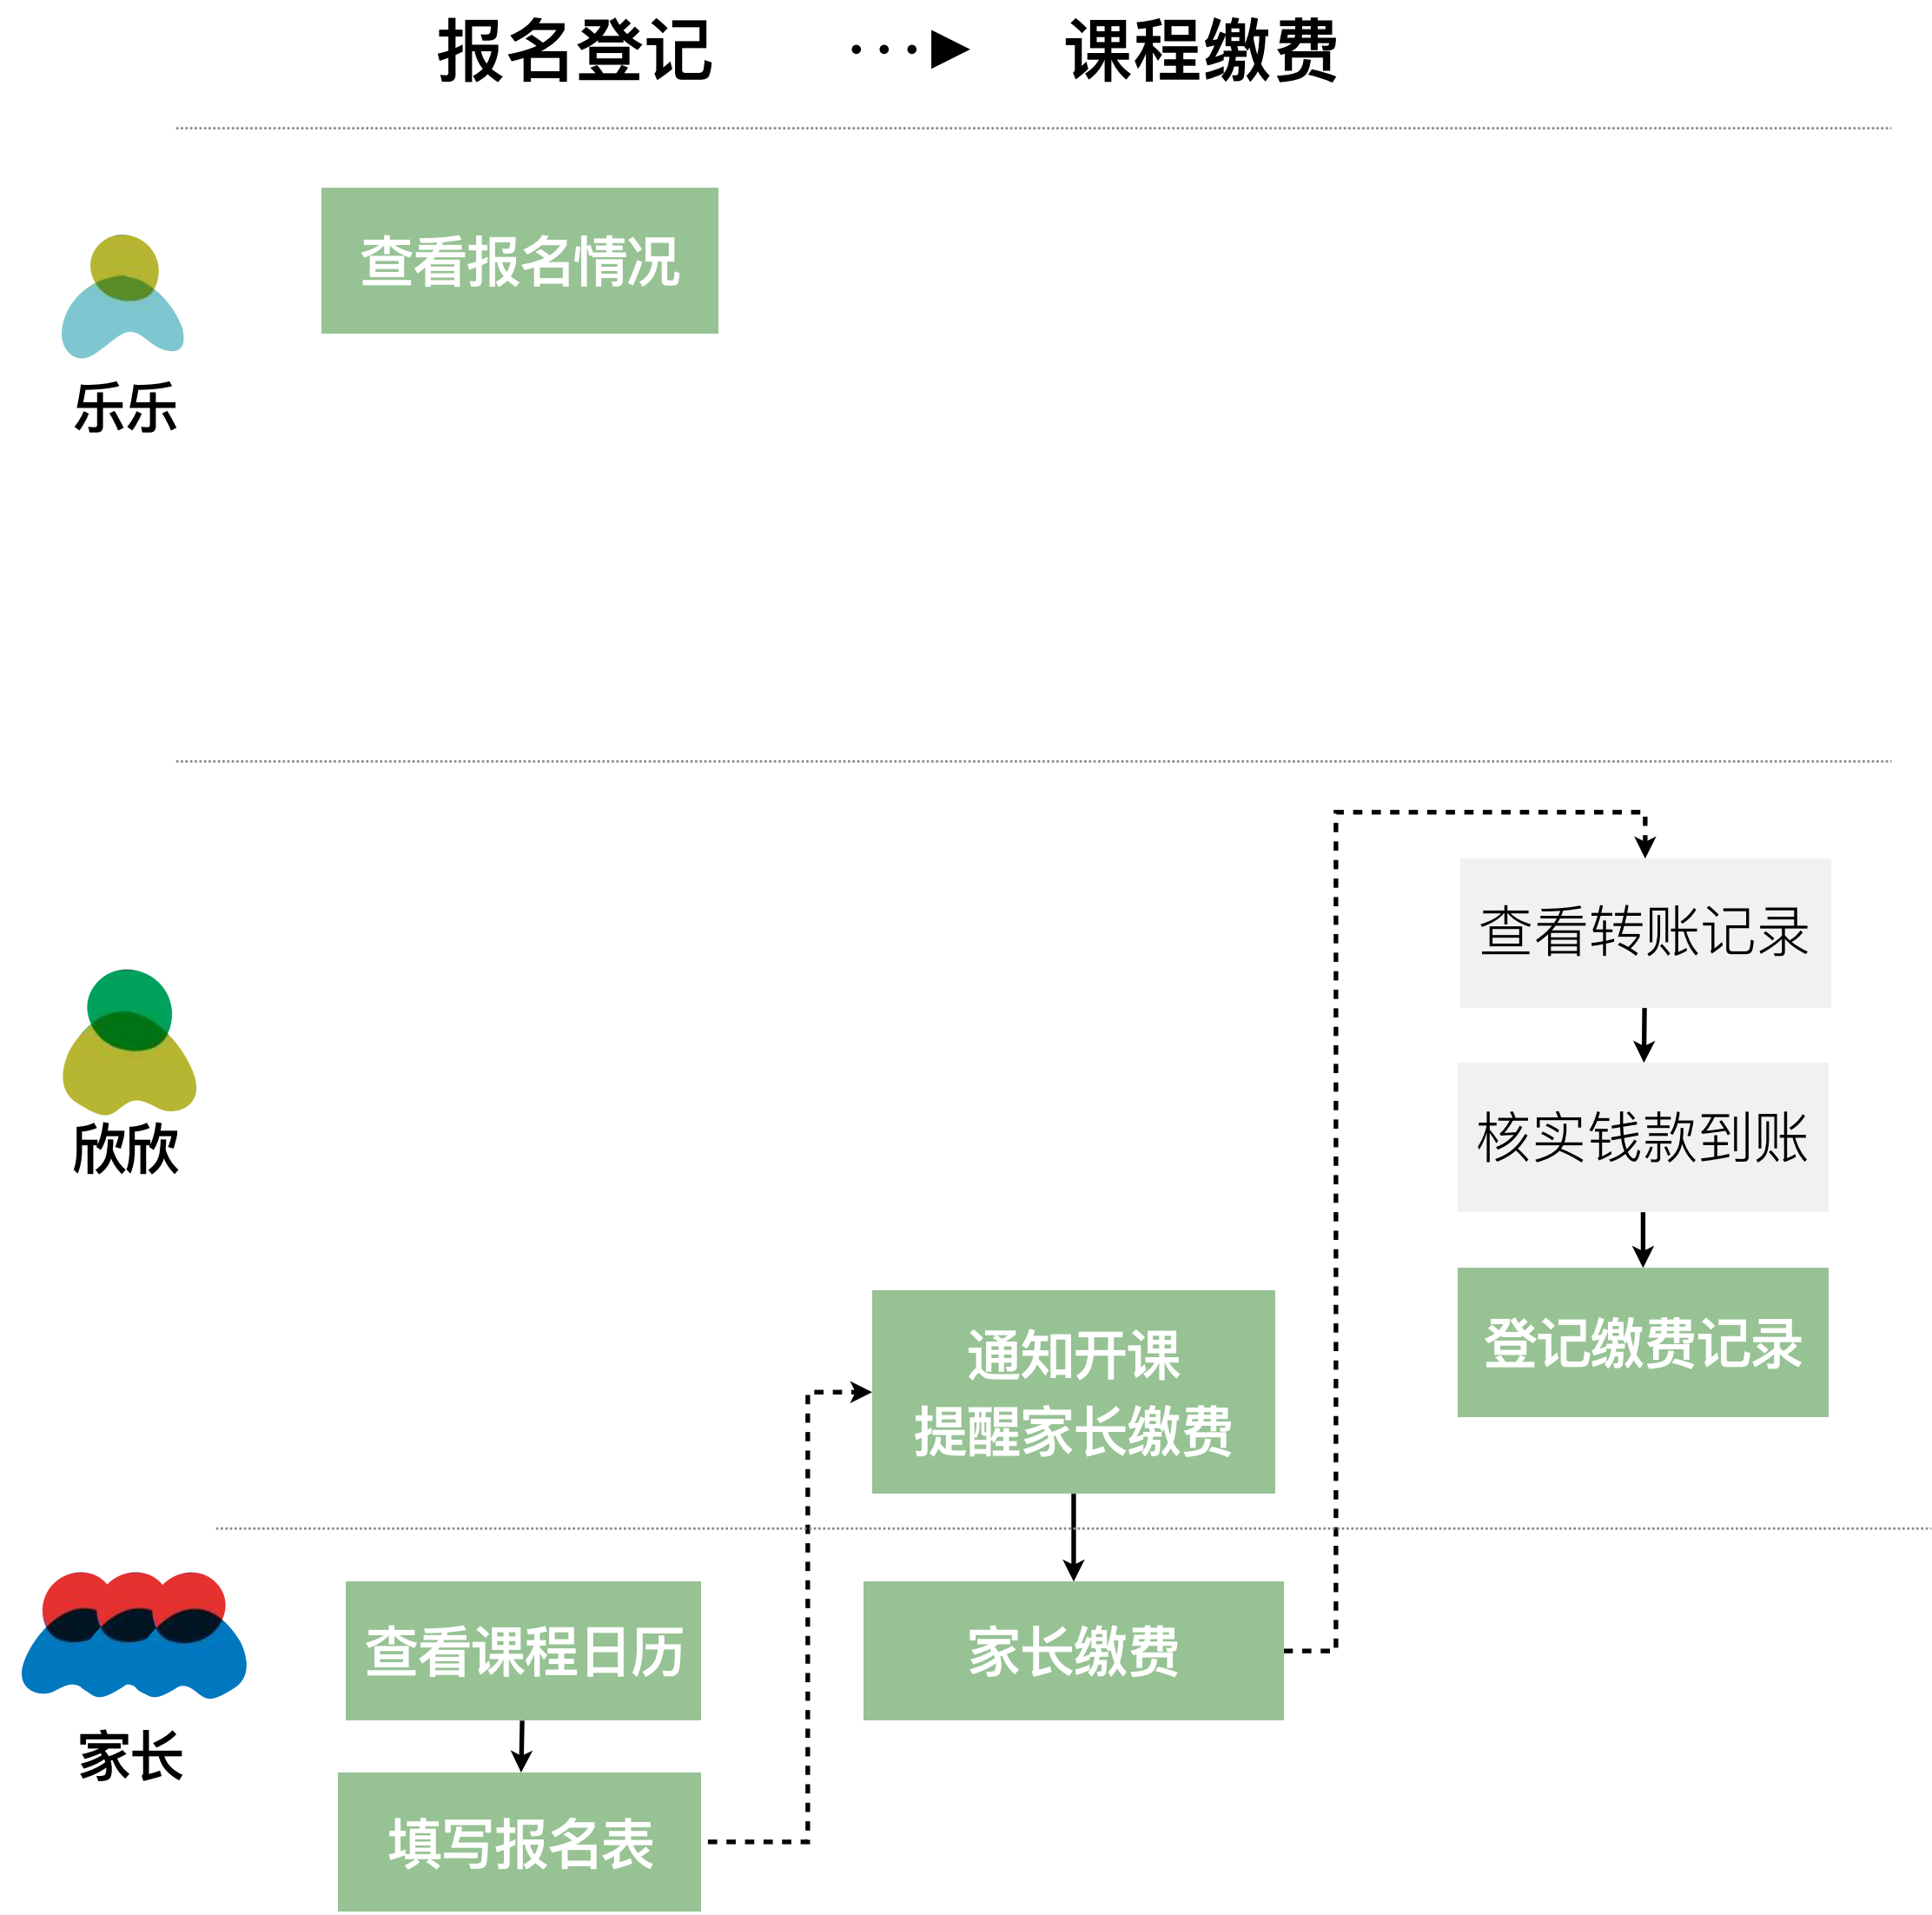 报名登记
课程缴费
查看报名情况
乐乐
查看转账记录
欣欣
核实钱款到账
登记缴费记录
通知开课
提醒家长缴费
家长
查看课程日历
家长缴费
填写报名表